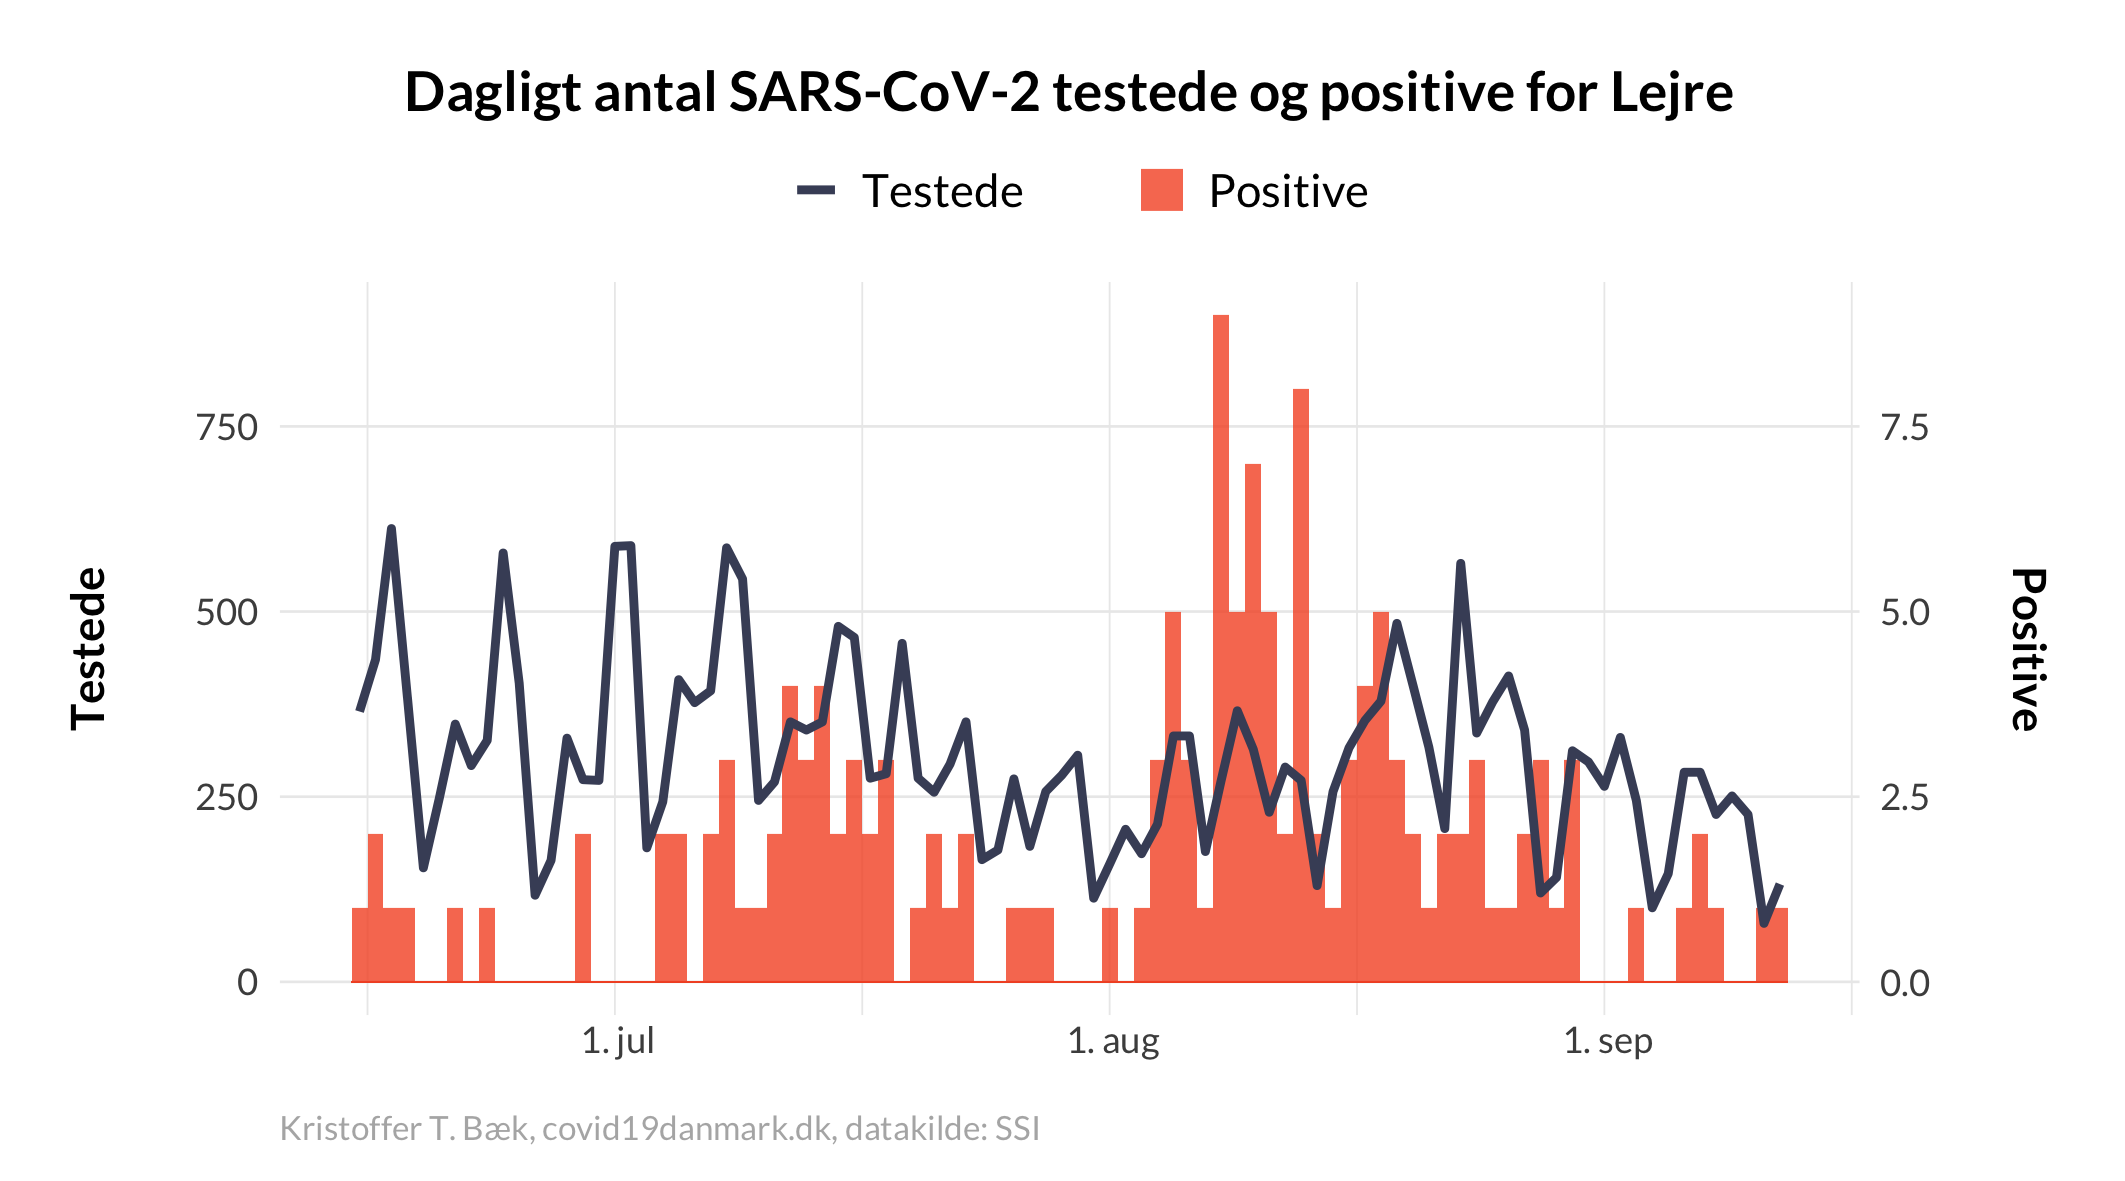 Dagligt antal SARS-CoV-2 testede og positive for Lejre
Testede
Positive
750
500
250
0
7.5
5.0
2.5
0.0
Testede
Positive
1. jul
1. aug
1. sep
Kristoffer T. Bæk, covid19danmark.dk, datakilde: SSI